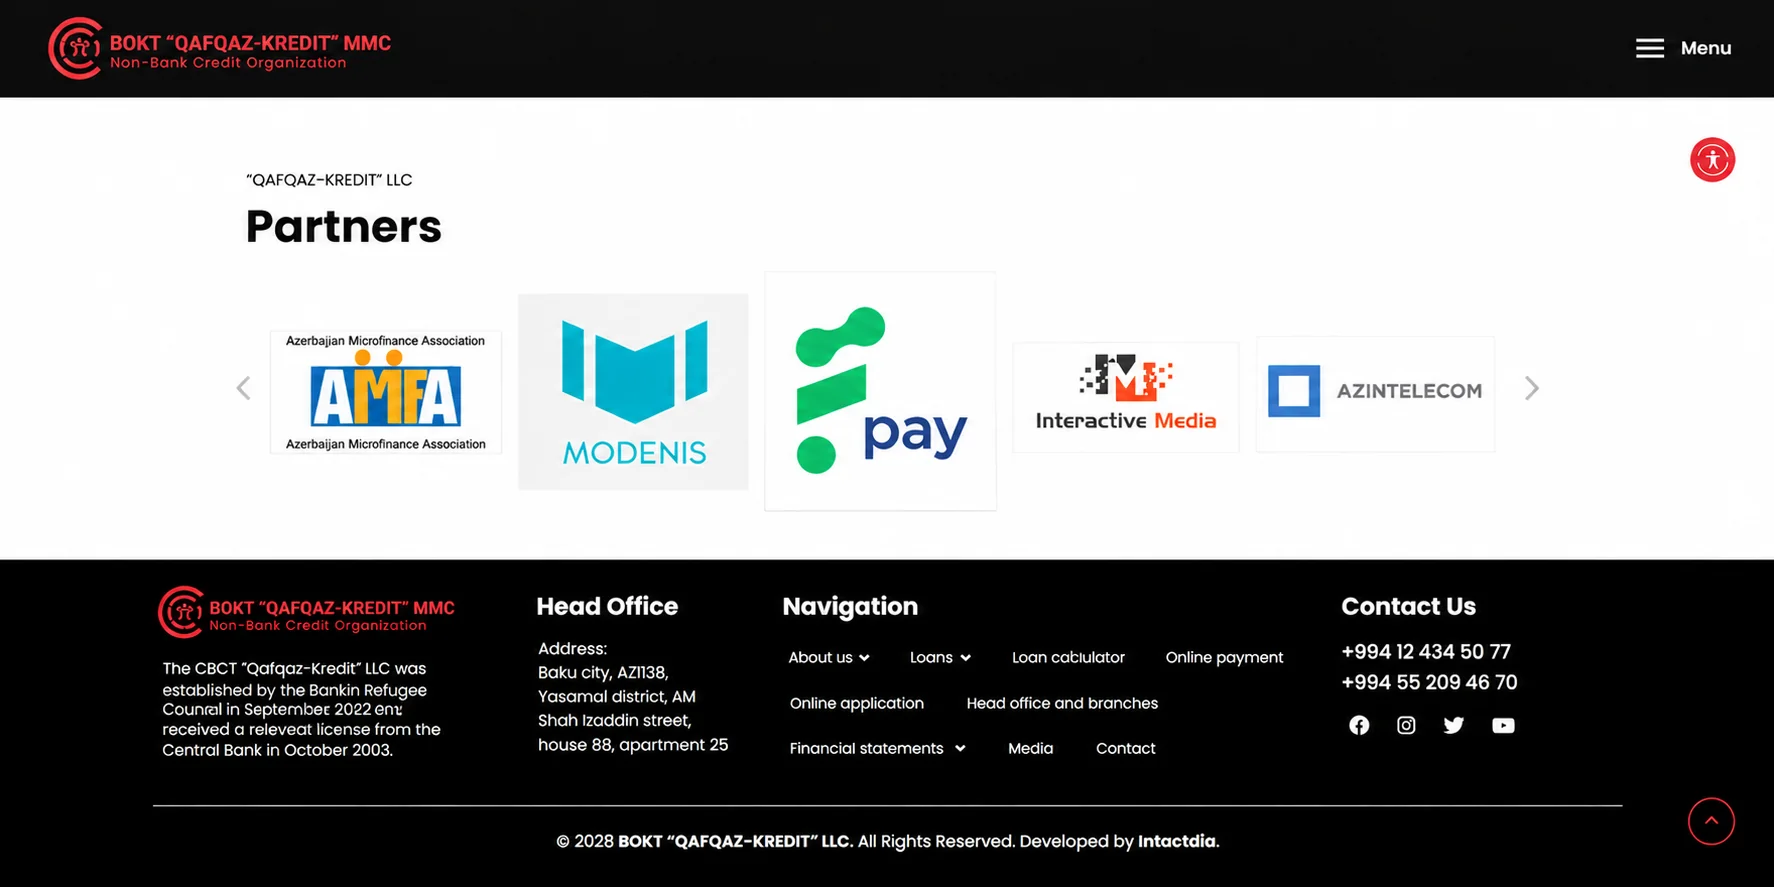 BOKT “QAFQAZ-KREDIT” MMC
Non-Bank Credit Organization
Menu
“QAFQAZ-KREDIT” LLC
Partners
Azerbaijan Microfinance Association
AMFA
Azerbaijan Microfinance Association
MODENIS
pay
M
Interactive Media
AZINTELECOM
BOKT “QAFQAZ-KREDIT” MMC
Non-Bank Credit Organization
The CBCT “Qafqaz-Kredit” LLC was
established by the Bankin Refugee
in September 2022
received a releveat license from the
Central Bank in October 2003.
Head Office
Address:
Baku city, AZ1138,
Yasamal district, AM
Shah Izaddin street,
house 88, apartment 25
Navigation
About us
Loans
Loan calculator
Online payment
Online application
Head office and branches
Financial statements
Media
Contact
Contact Us
+994 12 434 50 77
+994 55 209 46 70
© 2028 BOKT “QAFQAZ-KREDIT” LLC. All Rights Reserved. Developed by Intactdia.